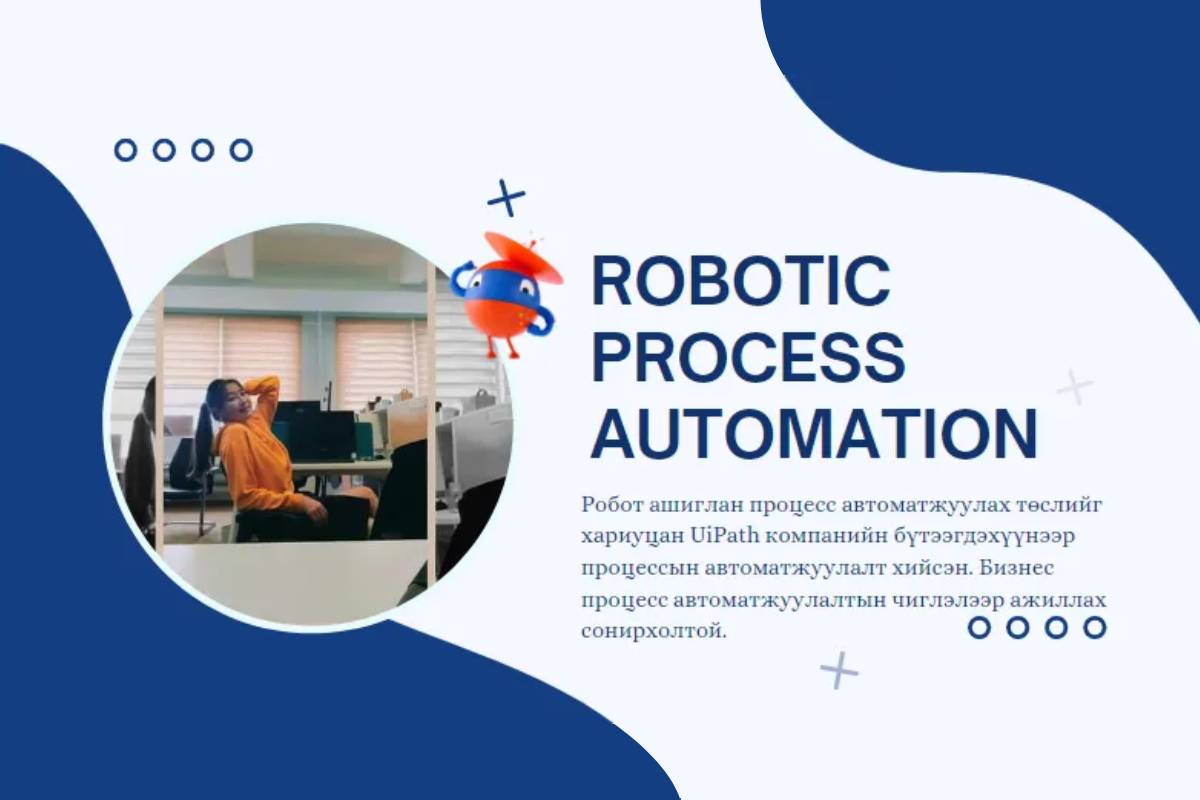 ROBOTIC
PROCESS
AUTOMATION
Робот ашиглан процесс автоматжуулах төслийг
хариуцан UiPath компанийн бүтээгдэхүүнээр
процессын автоматжуулалт хийсэн. Бизнес
процесс автоматжуулалтын чиглэлээр ажиллах
сонирхолтой.